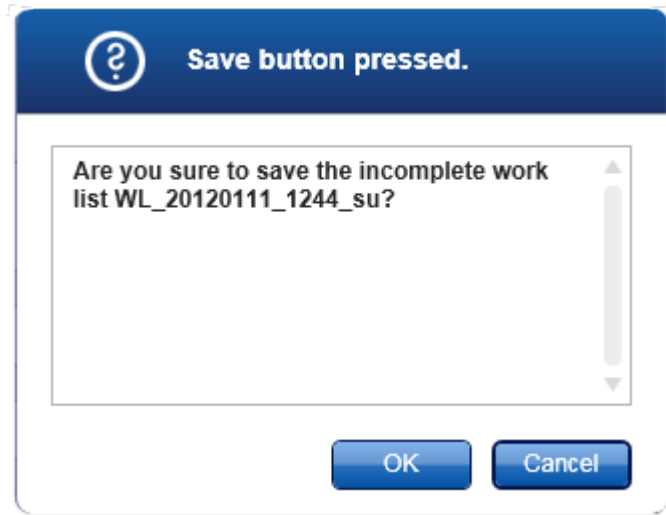 Save button pressed.
Are you sure to save the incomplete work
list WL_20120111_1244_su?
OK
Cancel